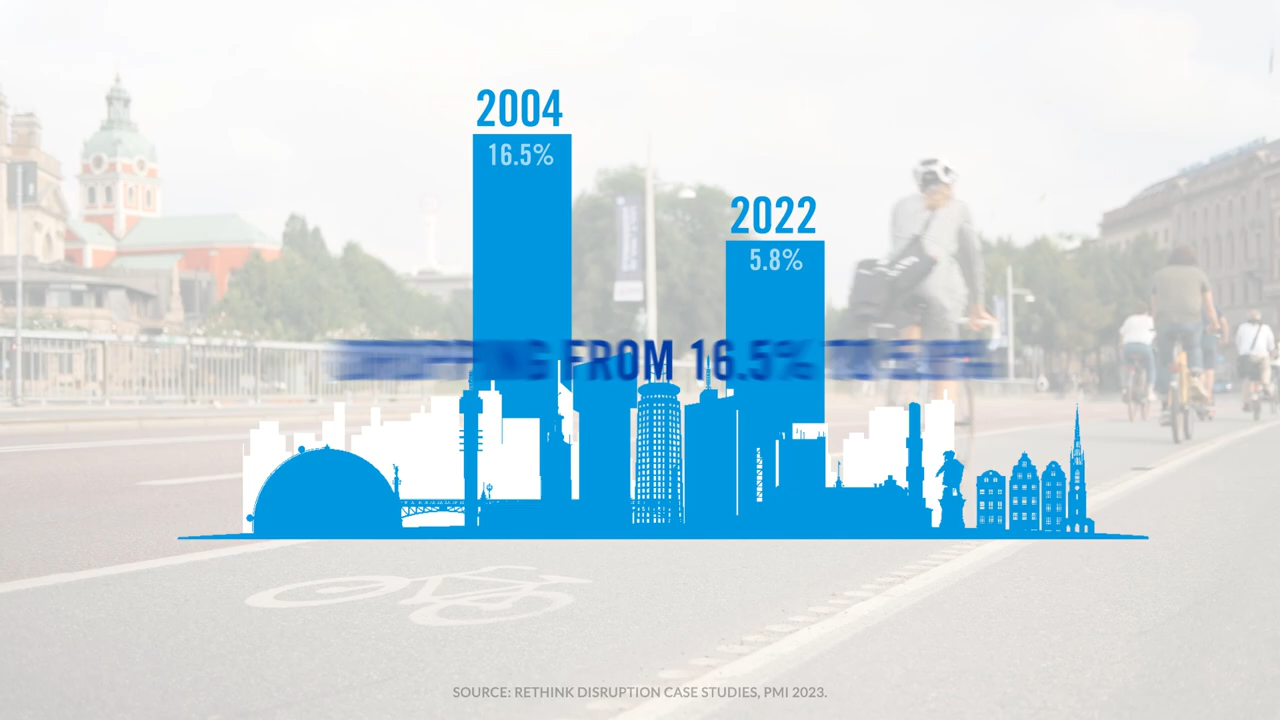 2004
16.5%
2022
5.8%
FROM 16.5%
SOURCE: RETHINK DISRUPTION CASE STUDIES, PMI 2023.